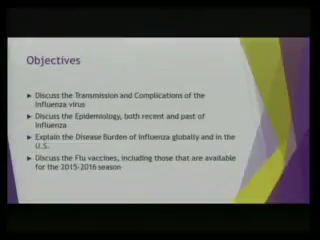 Objectives
► Discuss the Transmission and Complications of the
Influenza virus
► Discuss the Epidemiology, both recent and past of
Influenza
► Explain the Disease Burden of Influenza globally and in the
U.S.
► Discuss the Flu vaccines, including those that are available
for the 2015-2016 season